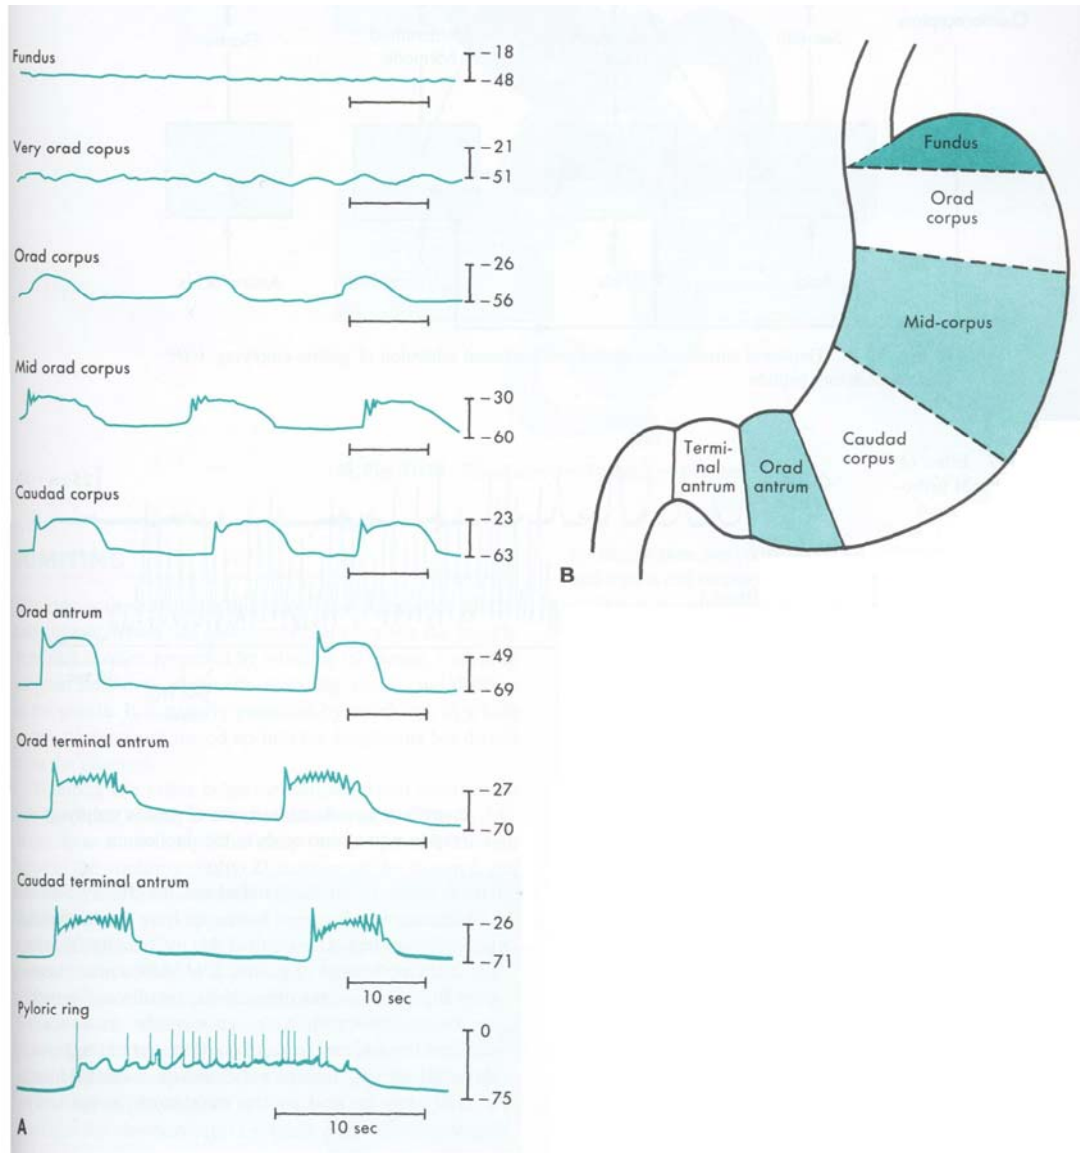 Fundus
-18
-48
Very orad copus
-21
-51
Orad corpus
-26
-56
Mid orad corpus
-30
-60
Caudad corpus
-23
-63
Orad antrum
-49
-69
Orad terminal antrum
-27
-70
Caudad terminal antrum
-26
-71
10 sec
Pyloric ring
0
-75
10 sec
A
Fundus
Orad
corpus
Mid-corpus
Caudad
corpus
Orad
antrum
Termi-
nal
antrum
B